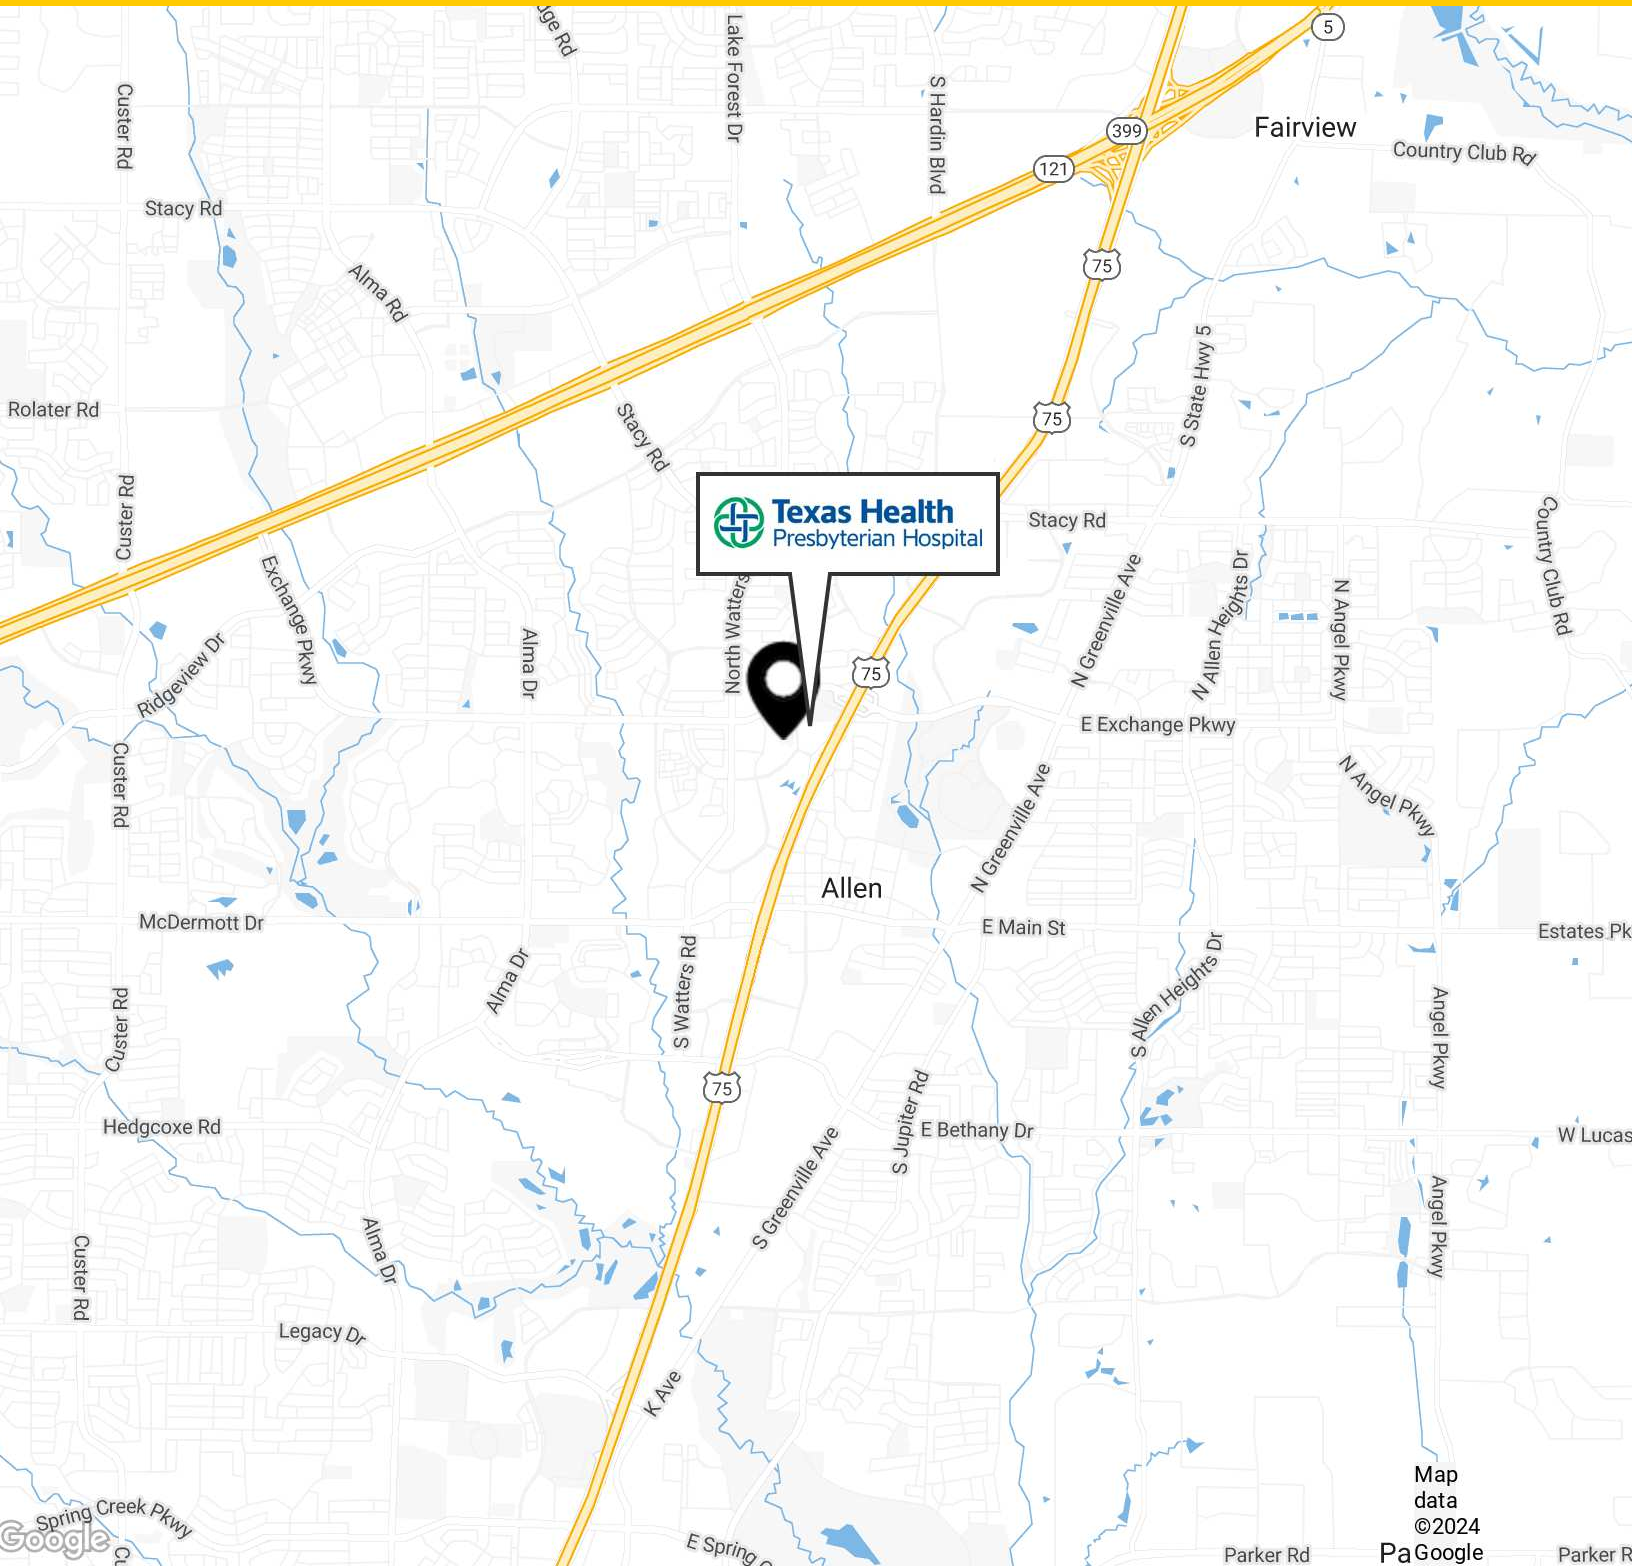 5
Lake Forest Dr
S Hardin Blvd
Custer Rd
399
Fairview
Country Club Rd
121
Stacy Rd
75
Alma Rd
S State Hwy 5
Rolater Rd
Stacy Rd
75
Custer Rd
Texas Health
Presbyterian Hospital
Stacy Rd
Country Club Rd
Exchange Pkwy
N Greenville Ave
N Allen Heights Dr
N Angel Pkwy
North Watters
Alma Dr
Ridgeview Dr
75
E Exchange Pkwy
Custer Rd
N Angel Pkwy
N Greenville Ave
Allen
McDermott Dr
E Main St
Estates Pk
Alma Dr
S Watters Rd
S Allen Heights Dr
Custer Rd
Angel Pkwy
75
S Jupiter Rd
Hedgcoxe Rd
E Bethany Dr
W Lucas
S Greenville Ave
Angel Pkwy
Alma Dr
Custer Rd
Legacy Dr
K Ave
Map
data
©2024
Google
Spring Creek Pkwy
Google
E Spring
Parker Rd
Pa
Parker R